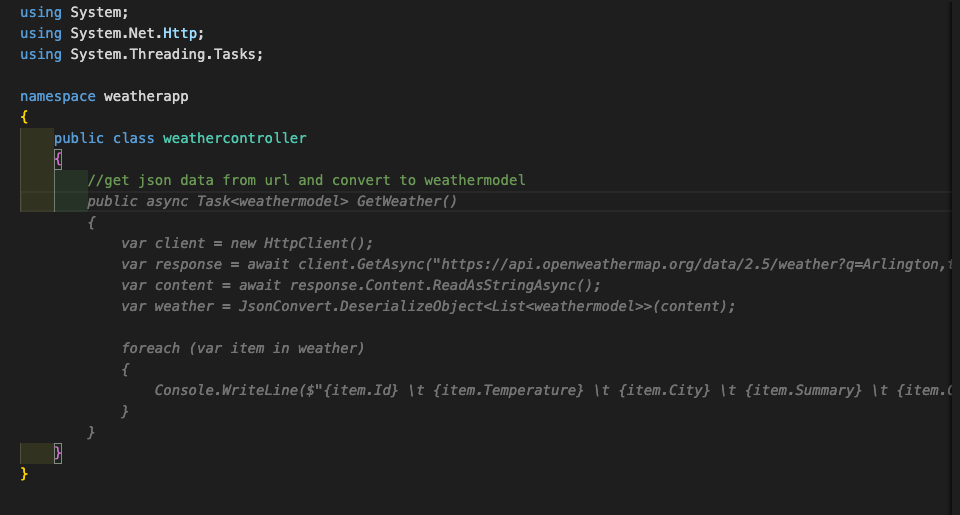 using System;
using System.Net.Http;
using System.Threading.Tasks;
namespace weatherapp
{
public class weathercontroller
{
//get json data from url and convert to weathermodel
public async Task<weathermodel> GetWeather()
{
var client = new HttpClient();
var response = await client.GetAsync("https://api.openweathermap.org/data/2.5/weather?q=Arlington,
var content = await response.Content.ReadAsStringAsync();
var weather = JsonConvert.DeserializeObject<List<weathermodel>>(content);
foreach (var item in weather)
{
Console.WriteLine($"{item.Id} \t {item.Temperature} \t {item.City} \t {item.Summary} \t {item.
}
}
}
}